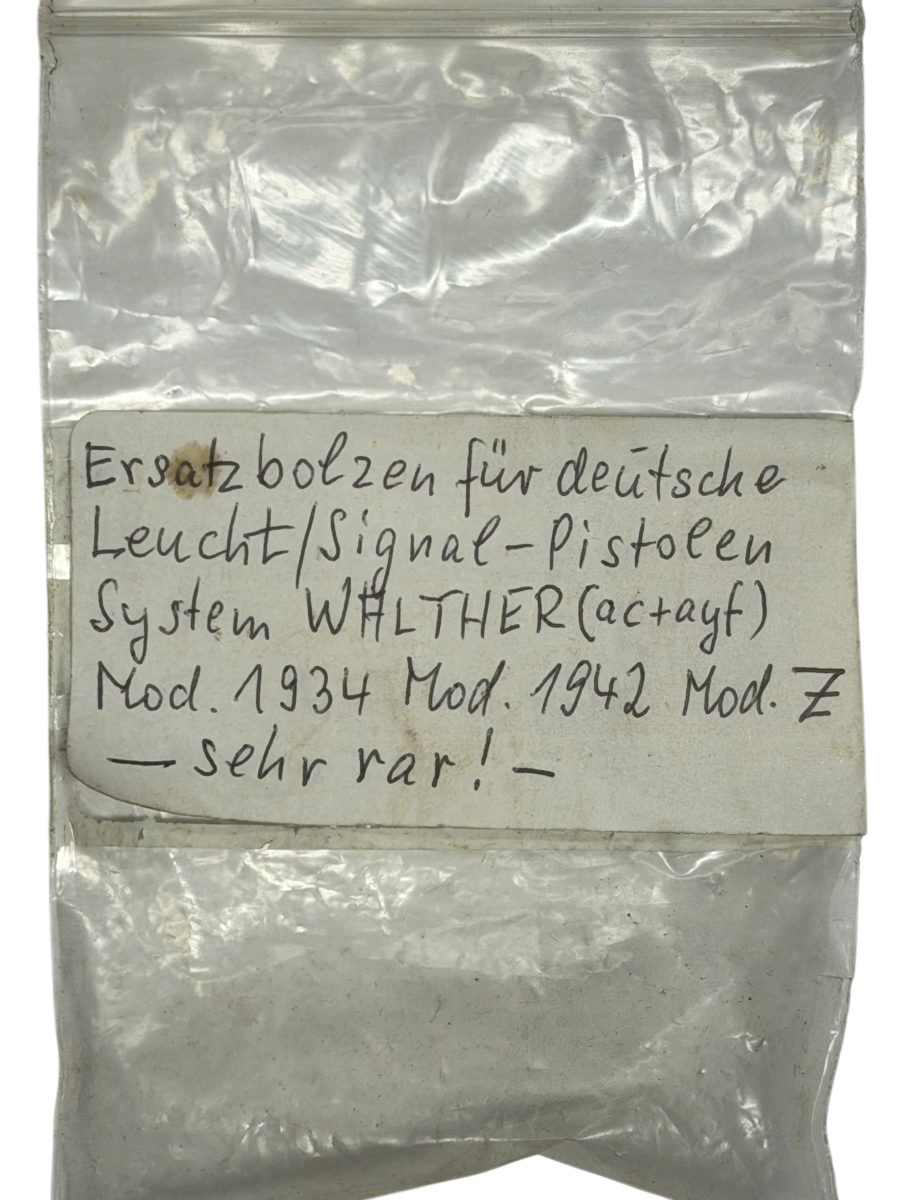 Ersatzbolzen für deutsche
Leucht/Signal-Pistolen
System WALTHER (ac+ayf)
Mod. 1934 Mod. 1942 Mod. Z
— sehr rar! —